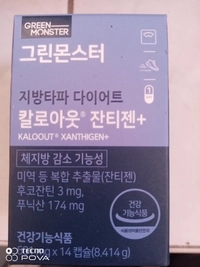 GREEN
MONSTER
그린몬스터
지방타파 다이어트
칼로아웃® 잔티젠+
KALOOUT® XANTHIGEN+
체지방 감소 기능성
미역 등 복합 추출물(잔티젠)
후코잔틴 3 mg,
푸닉산 174 mg
건강
기능식품
건강기능식품
x 14 캡슐(8,414 g)
TECNO
POVA